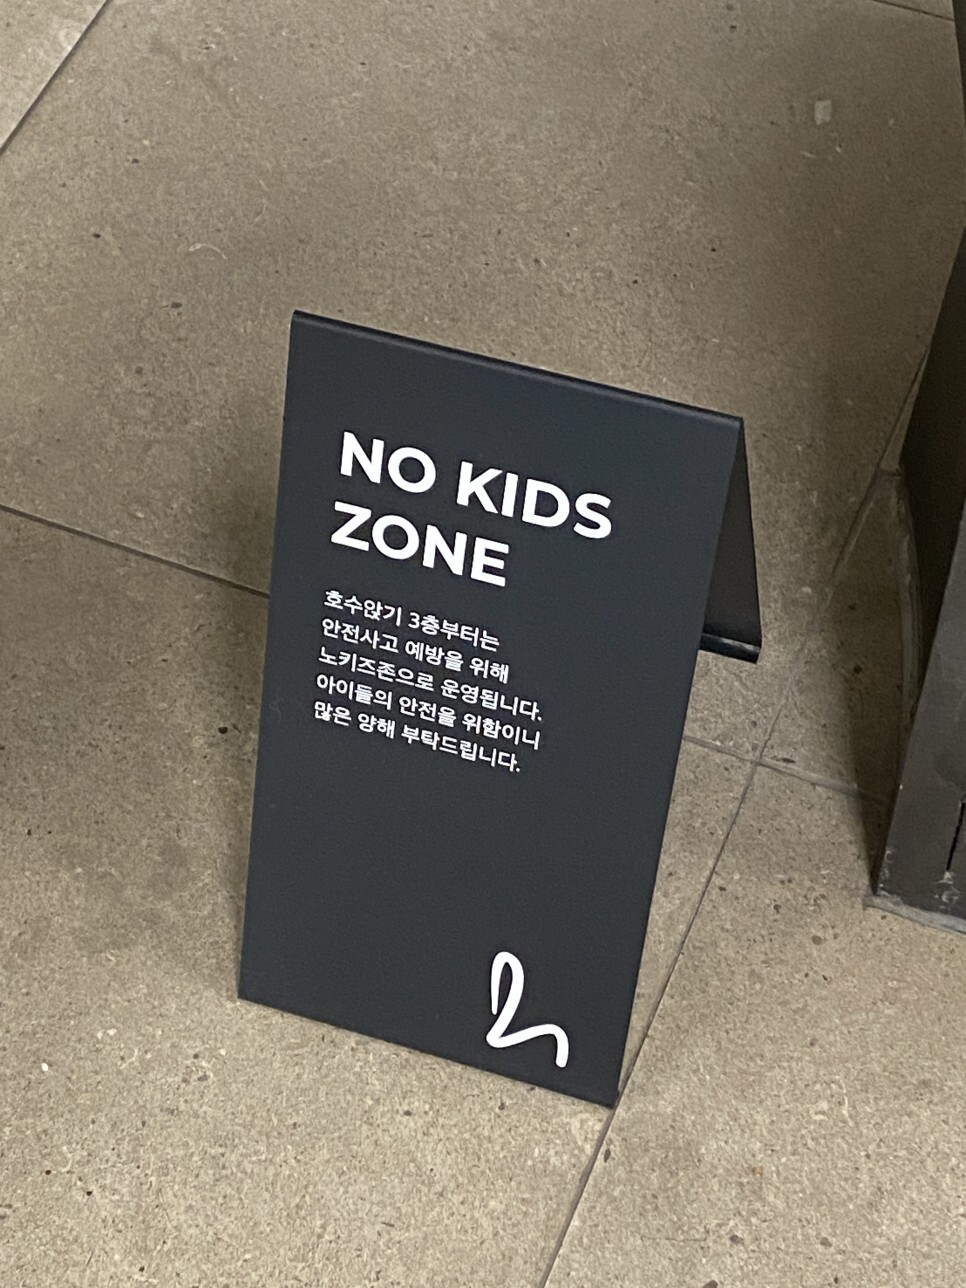 NO KIDS
ZONE
호수앉기 3층부터는
안전사고 예방을 위해
노키즈존으로 운영됩니다.
아이들의 안전을 위함이니
많은 양해 부탁드립니다.